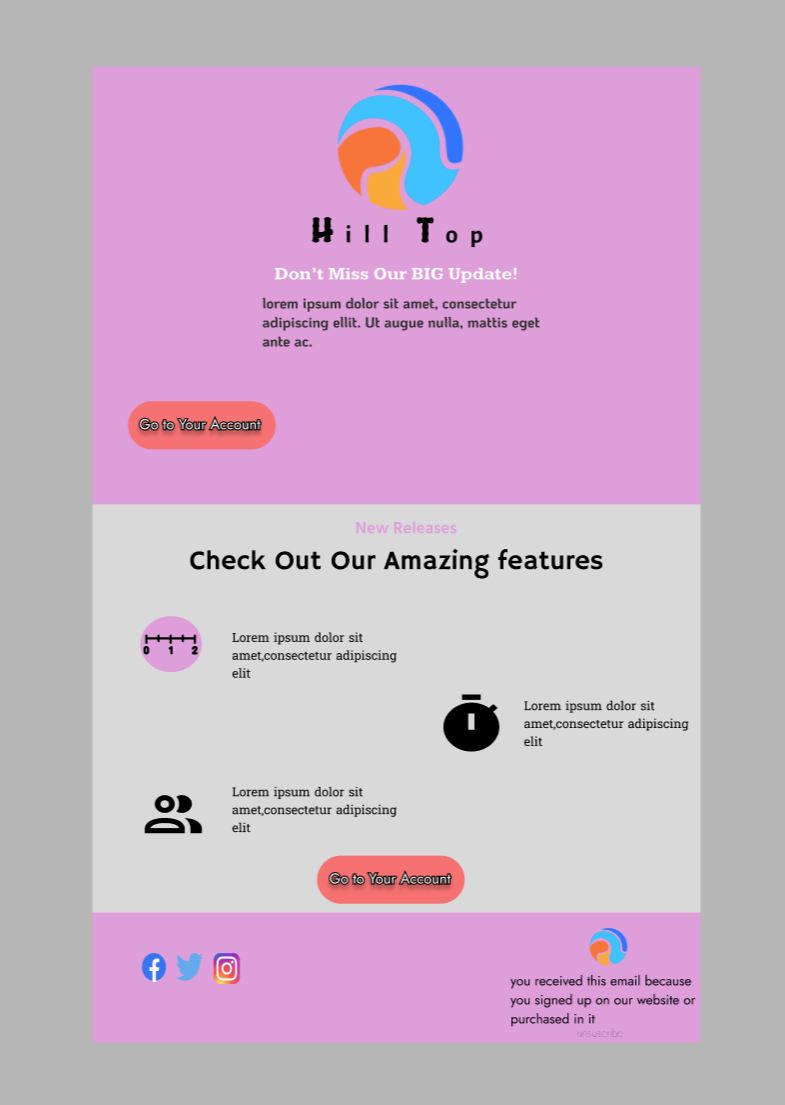 Hill Top
Don't Miss Our BIG Update!
lorem ipsum dolor sit amet, consectetur
adipiscing ellit. Ut augue nulla, mattis eget
ante ac.
Go to Your Account
New Releases
Check Out Our Amazing features
0 1 2
Lorem ipsum dolor sit
amet,consectetur adipiscing
elit
Lorem ipsum dolor sit
amet,consectetur adipiscing
elit
Lorem ipsum dolor sit
amet,consectetur adipiscing
elit
Go to Your Account
you received this email because
you signed up on our website or
purchased in it